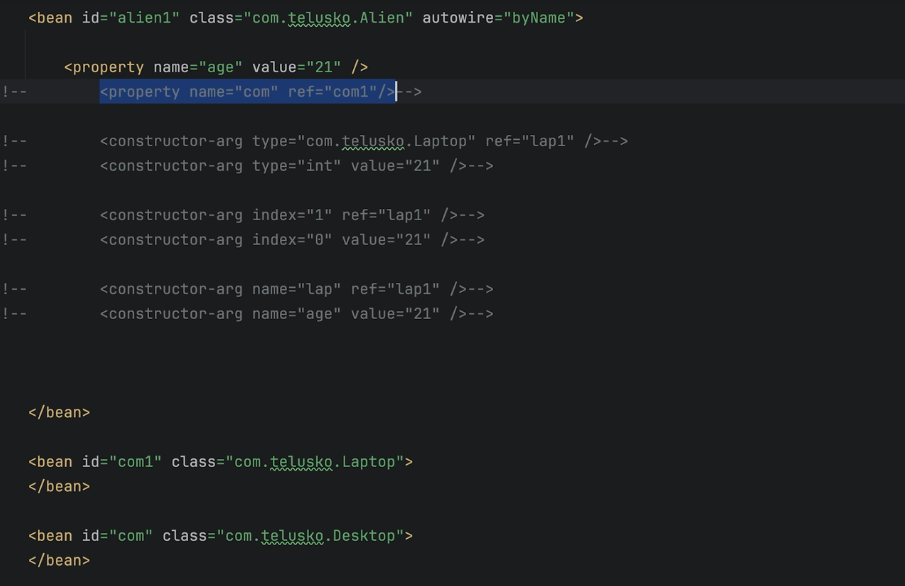 <bean id="alien1" class="com.telusko.Alien" autowire="byName">
<property name="age" value="21" />
!-- <property name="com" ref="com1"/>-->
!-- <constructor-arg type="com.telusko.Laptop" ref="lap1" />-->
!-- <constructor-arg type="int" value="21" />-->
!-- <constructor-arg index="1" ref="lap1" />-->
!-- <constructor-arg index="0" value="21" />-->
!-- <constructor-arg name="lap" ref="lap1" />-->
!-- <constructor-arg name="age" value="21" />-->
</bean>
<bean id="com1" class="com.telusko.Laptop">
</bean>
<bean id="com" class="com.telusko.Desktop">
</bean>